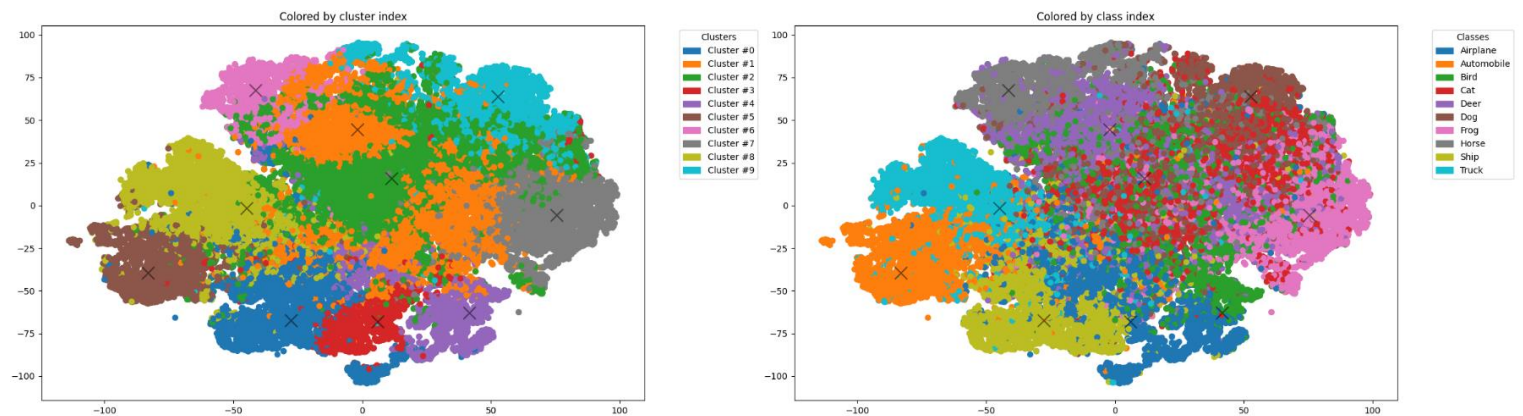 Colored by cluster index
100
75
50
25
0
−25
−50
−75
−100
−100
−50
0
50
100
Clusters
Cluster #0
Cluster #1
Cluster #2
Cluster #3
Cluster #4
Cluster #5
Cluster #6
Cluster #7
Cluster #8
Cluster #9
Colored by class index
100
75
50
25
0
−25
−50
−75
−100
−100
−50
0
50
100
Classes
Airplane
Automobile
Bird
Cat
Deer
Dog
Frog
Horse
Ship
Truck